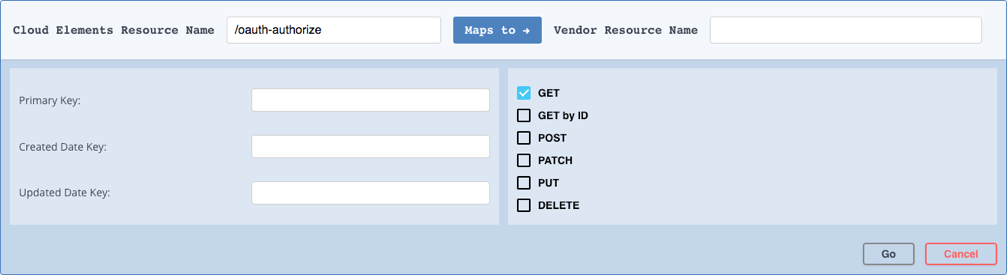 Cloud Elements Resource Name /oauth-authorize Maps to → Vendor Resource Name
Primary Key:
Created Date Key:
Updated Date Key:
GET
GET by ID
POST
PATCH
PUT
DELETE
Go Cancel